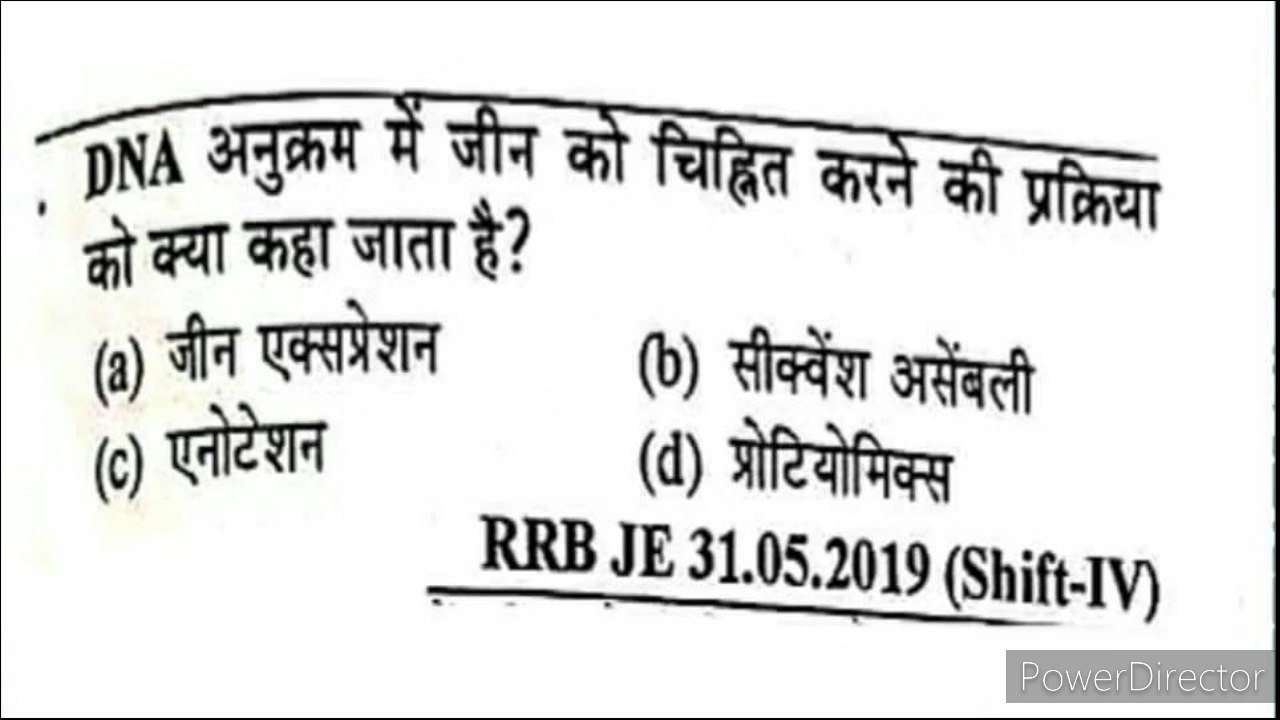 DNA अनुक्रम में जीन को चिह्नित करने की प्रक्रिया
को क्या कहा जाता है?
(a) जीन एक्सप्रेशन (b) सीक्वेंश असेंबली
(c) एनोटेशन (d) प्रोटियोमिक्स
RRB JE 31.05.2019 (Shift-IV)
PowerDirector